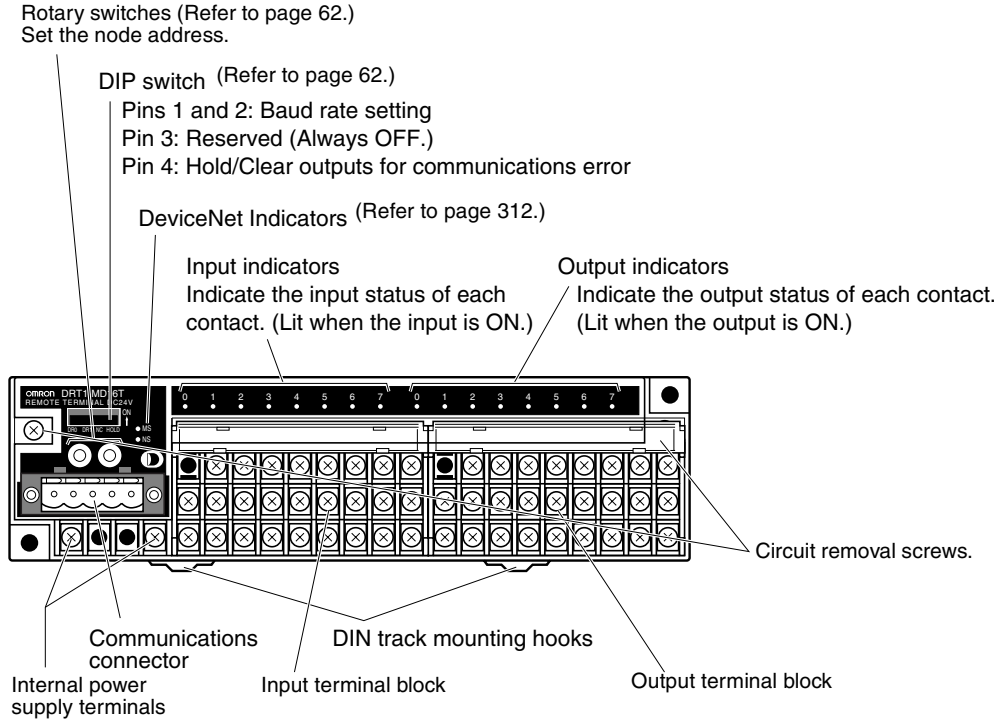 Rotary switches (Refer to page 62.)
Set the node address.
DIP switch (Refer to page 62.)
Pins 1 and 2: Baud rate setting
Pin 3: Reserved (Always OFF.)
Pin 4: Hold/Clear outputs for communications error
DeviceNet Indicators (Refer to page 312.)
Input indicators
Indicate the input status of each
contact. (Lit when the input is ON.)
Output indicators
Indicate the output status of each contact.
(Lit when the output is ON.)
OMRON DRT1-MD16T
REMOTE TERMINAL DC24V
ON
DR0 DR1 NC HOLD
MS
NS
0 1 2 3 4 5 6 7
0 1 2 3 4 5 6 7
Circuit removal screws.
Communications
connector
DIN track mounting hooks
Internal power
supply terminals
Input terminal block
Output terminal block